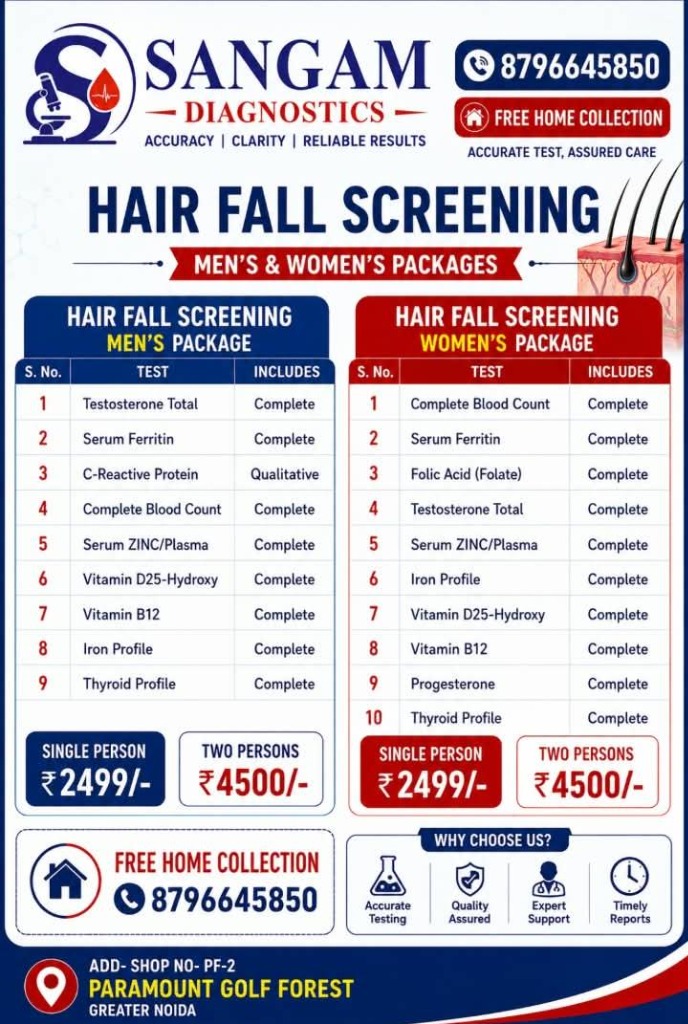 SANGAM
DIAGNOSTICS
ACCURACY | CLARITY | RELIABLE RESULTS
8796645850
FREE HOME COLLECTION
ACCURATE TEST, ASSURED CARE
HAIR FALL SCREENING
MEN'S & WOMEN'S PACKAGES
HAIR FALL SCREENING
MEN'S PACKAGE
S. No. TEST INCLUDES
1 Testosterone Total Complete
2 Serum Ferritin Complete
3 C-Reactive Protein Qualitative
4 Complete Blood Count Complete
5 Serum ZINC/Plasma Complete
6 Vitamin D25-Hydroxy Complete
7 Vitamin B12 Complete
8 Iron Profile Complete
9 Thyroid Profile Complete
SINGLE PERSON
₹2499/-
TWO PERSONS
₹4500/-
HAIR FALL SCREENING
WOMEN'S PACKAGE
S. No. TEST INCLUDES
1 Complete Blood Count Complete
2 Serum Ferritin Complete
3 Folic Acid (Folate) Complete
4 Testosterone Total Complete
5 Serum ZINC/Plasma Complete
6 Iron Profile Complete
7 Vitamin D25-Hydroxy Complete
8 Vitamin B12 Complete
9 Progesterone Complete
10 Thyroid Profile Complete
SINGLE PERSON
₹2499/-
TWO PERSONS
₹4500/-
FREE HOME COLLECTION
8796645850
WHY CHOOSE US?
Accurate
Testing
Quality
Assured
Expert
Support
Timely
Reports
ADD- SHOP NO- PF-2
PARAMOUNT GOLF FOREST
GREATER NOIDA